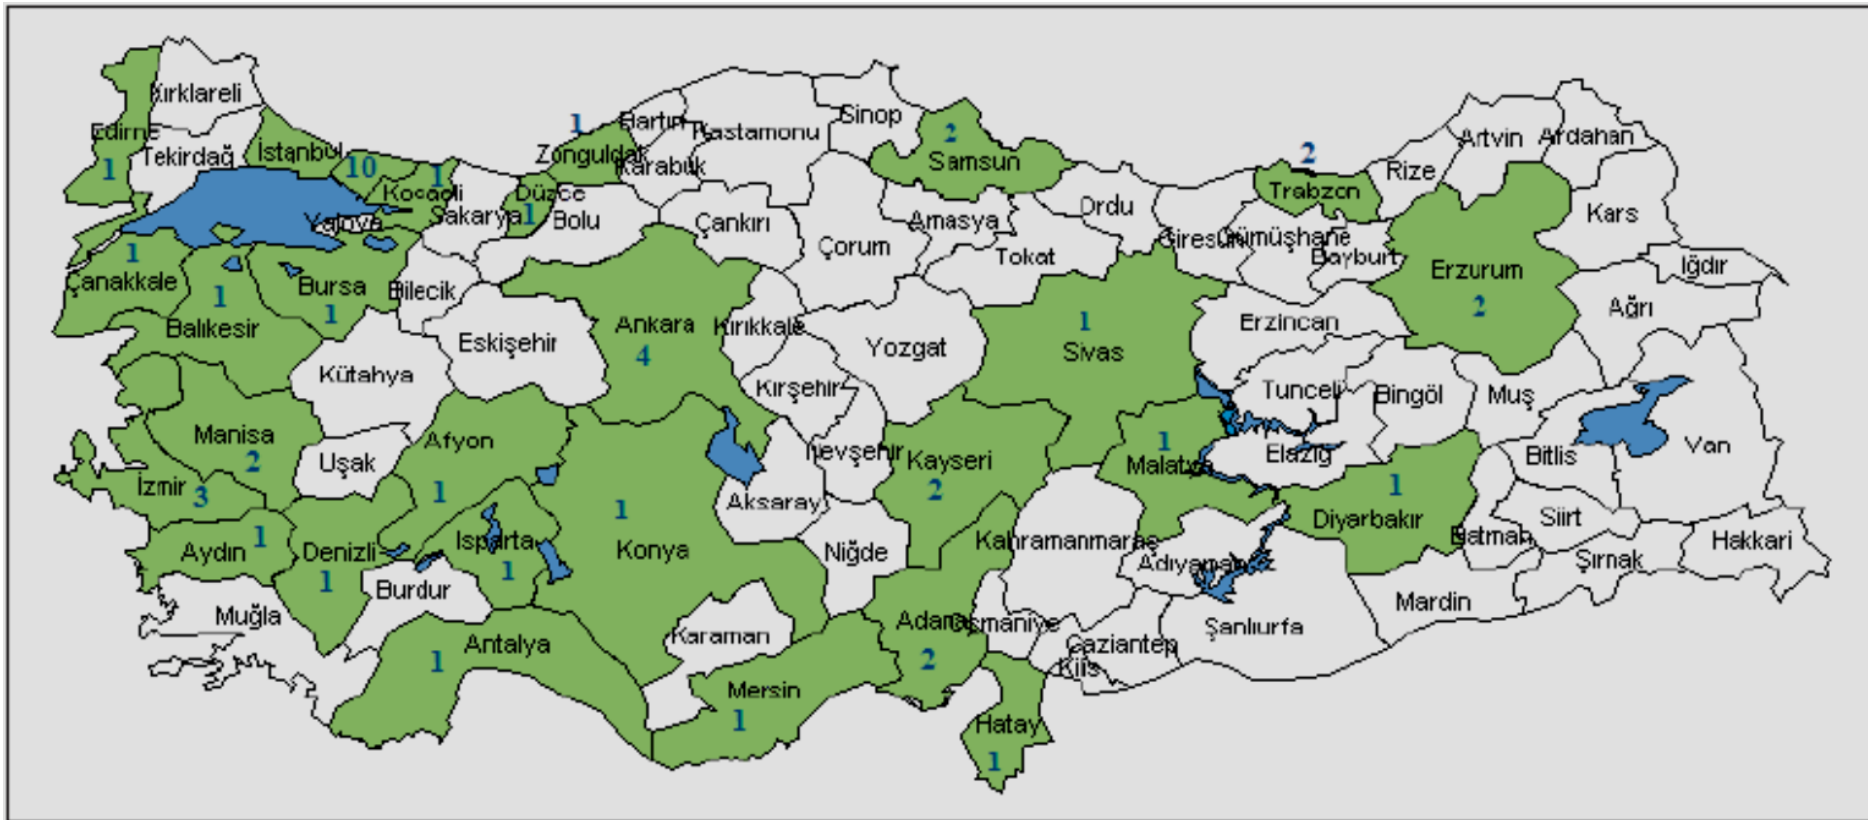 Kırklareli
Edirne
1
Tekirdağ
İstanbul
10
Kocaeli
1
Yalova
Sakarya
Düzce
1
Bolu
1
Zonguldak
Bartın
Karabük
Kastamonu
Sinop
2
Samsun
Çankırı
Çorum
Amasya
Tokat
Ordu
Giresun
Gümüşhane
Bayburt
2
Trabzon
Rize
Artvin
Ardahan
Kars
Iğdır
Ağrı
Erzurum
2
Erzincan
1
Çanakkale
1
Balıkesir
Bursa
1
Bilecik
Eskişehir
Kütahya
Ankara
4
Kırıkkale
Kırşehir
Yozgat
1
Sivas
Tunceli
Bingöl
Muş
Bitlis
Van
Manisa
2
Uşak
Afyon
1
İzmir
3
Aydın
1
Denizli
1
Isparta
1
Burdur
Muğla
Antalya
1
1
Konya
Aksaray
Nevşehir
Niğde
Kayseri
2
1
Malatya
Elazığ
1
Diyarbakır
Batman
Siirt
Şırnak
Hakkari
Mardin
Şanlıurfa
Adıyaman
Kahramanmaraş
Gaziantep
Kilis
Osmaniye
Adana
2
Karaman
Mersin
1
Hatay
1